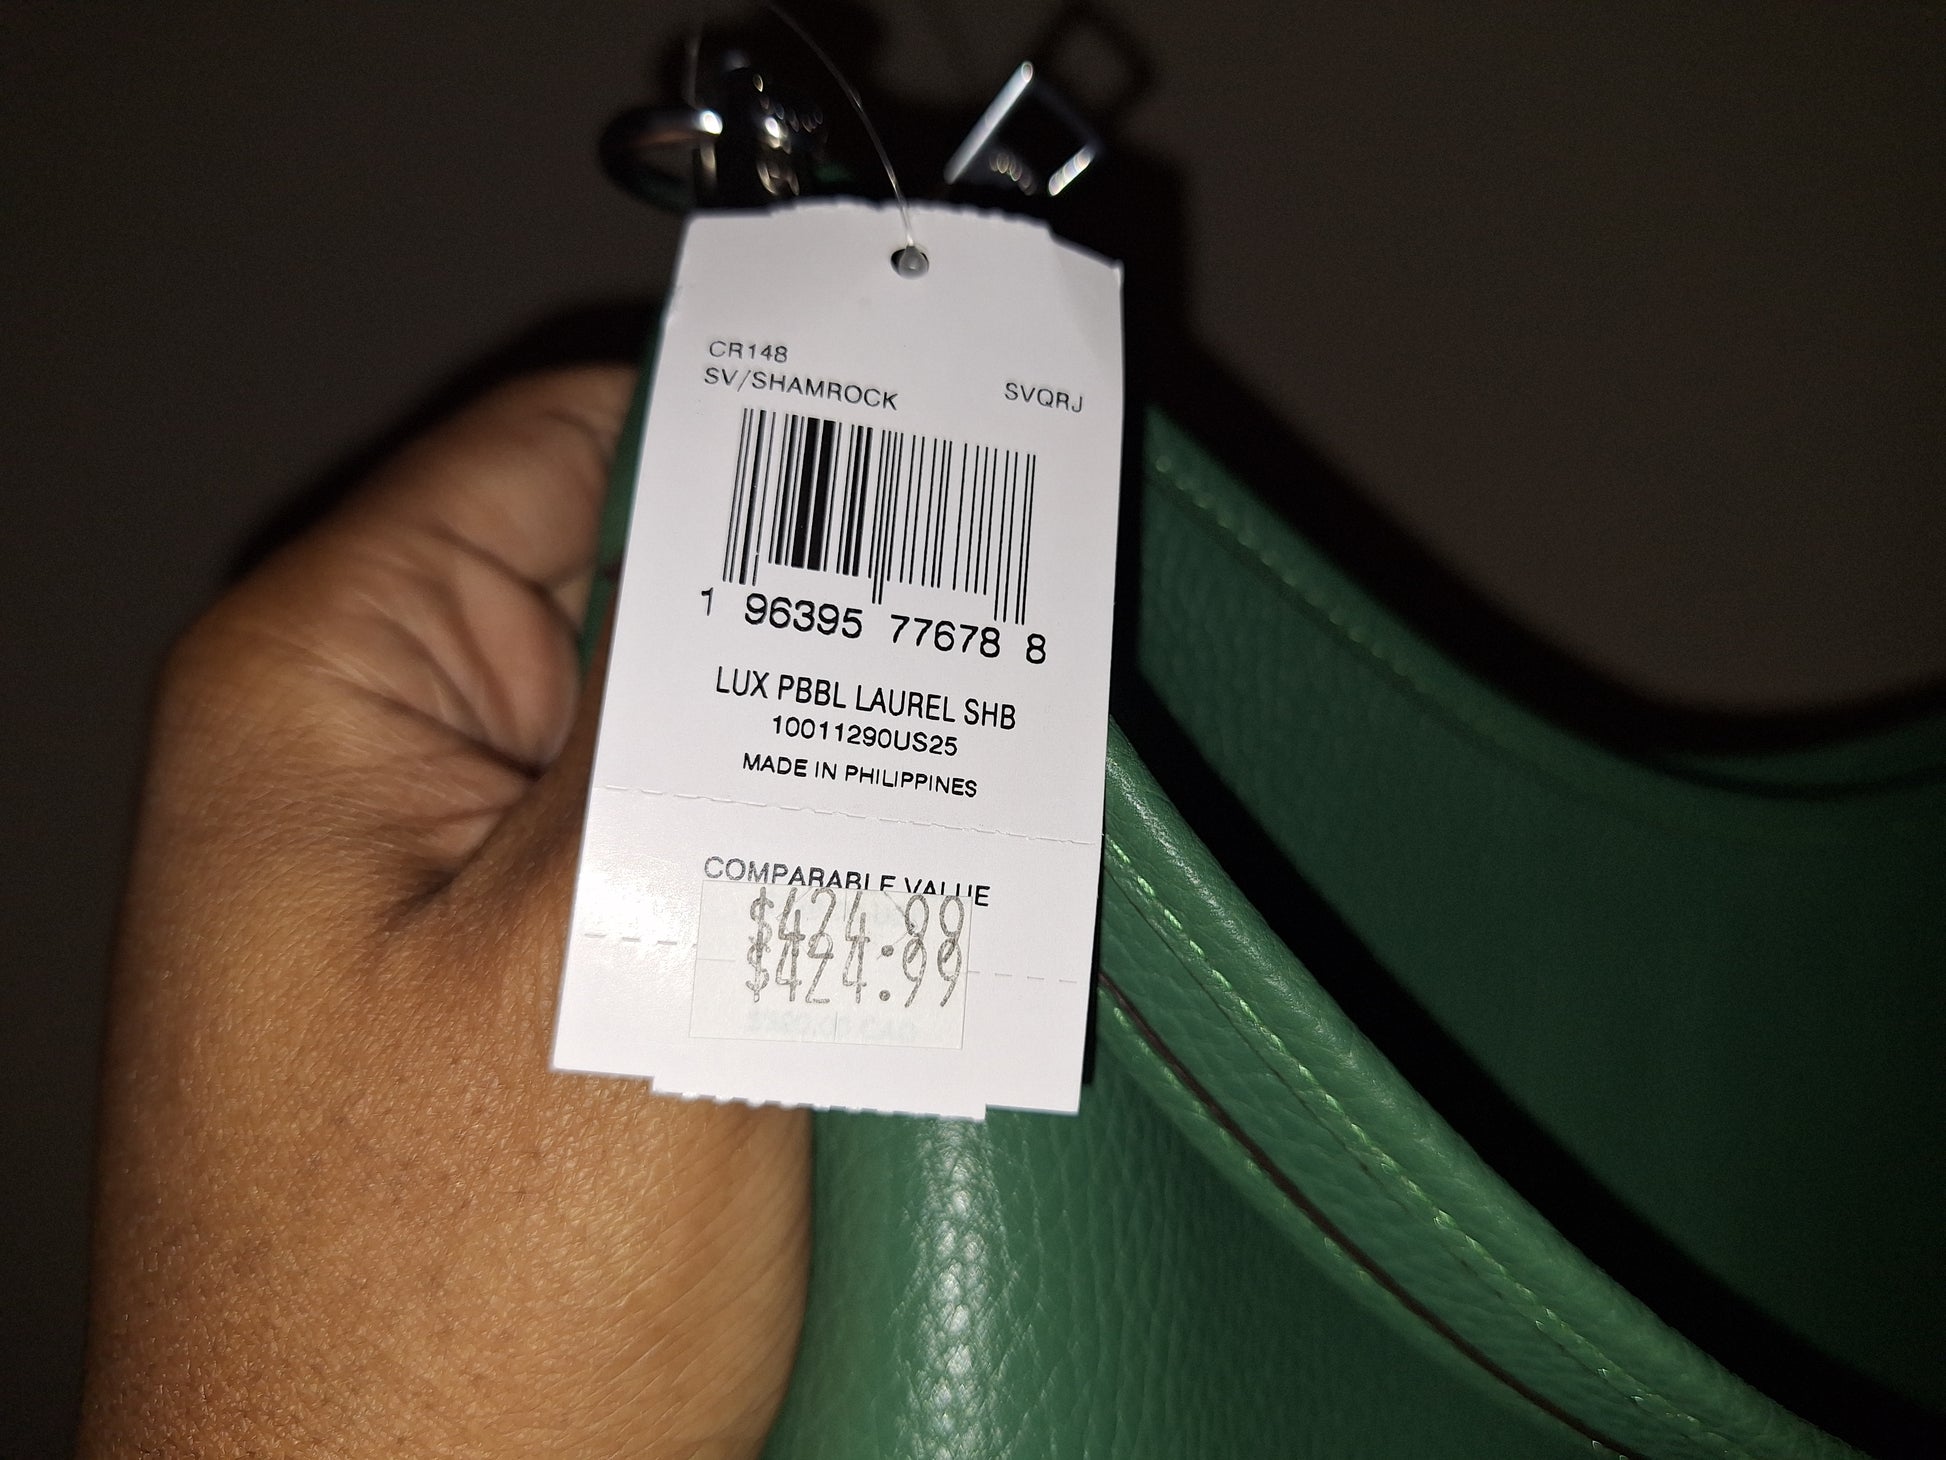 CR148
SV/SHAMROCK SVQRJ
1 96395 77678 8
LUX PBBL LAUREL SHB
10011290US25
MADE IN PHILIPPINES
COMPARABLE VALUE
$424.99
$424.99